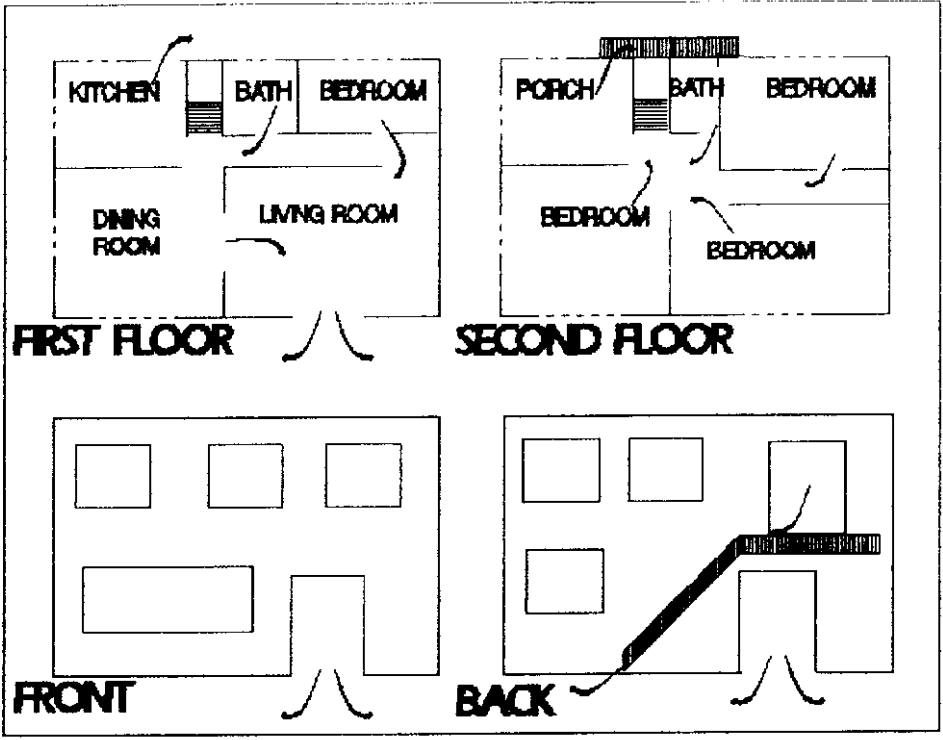 KITCHEN BATH BEDROOM
DINING
ROOM
LIVING ROOM
FIRST FLOOR
PORCH BATH BEDROOM
BEDROOM
BEDROOM
SECOND FLOOR
FRONT
BACK